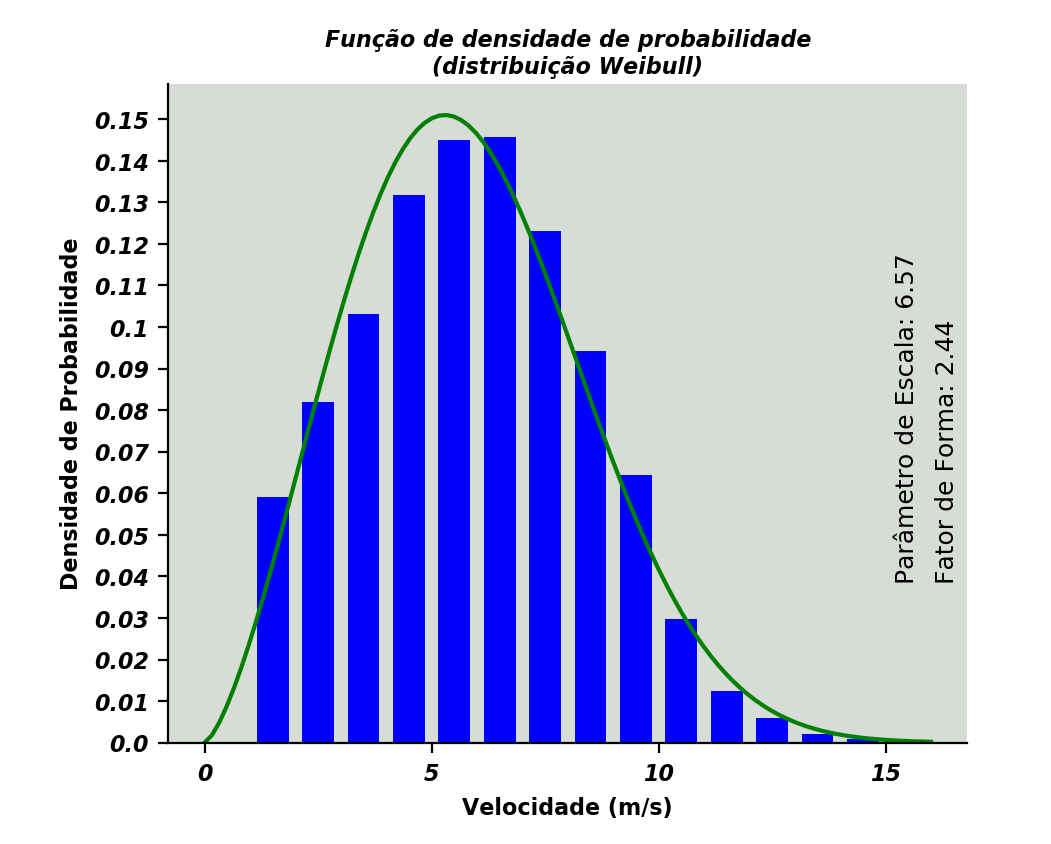 Função de densidade de probabilidade
(distribuição Weibull)
Densidade de Probabilidade
0.15
0.14
0.13
0.12
0.11
0.1
0.09
0.08
0.07
0.06
0.05
0.04
0.03
0.02
0.01
0.0
Parâmetro de Escala: 6.57
Fator de Forma: 2.44
0 5 10 15
Velocidade (m/s)